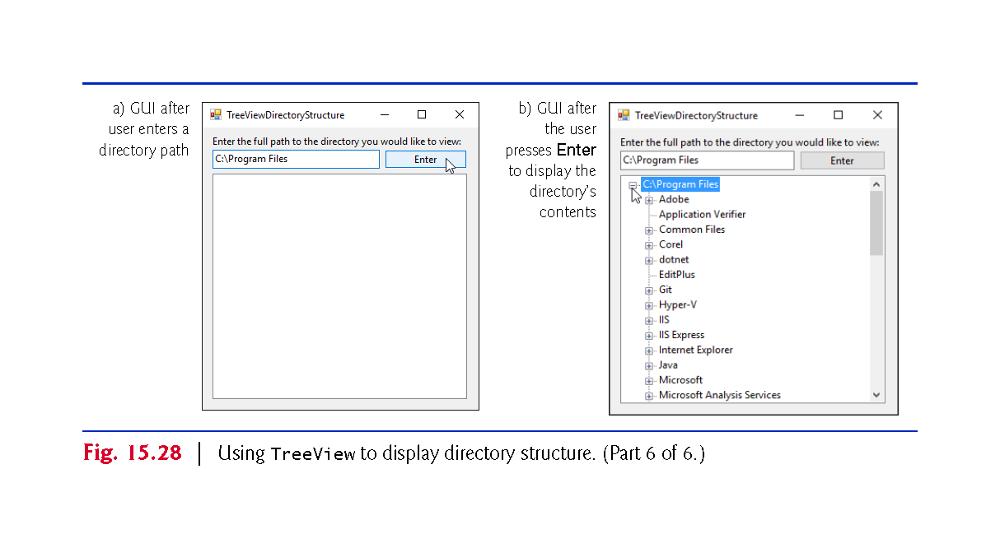 a) GUI after
user enters a
directory path
TreeViewDirectoryStructure
Enter the full path to the directory you would like to view:
C:\Program Files
Enter
b) GUI after
the user
presses Enter
to display the
directory’s
contents
TreeViewDirectoryStructure
Enter the full path to the directory you would like to view:
C:\Program Files
Enter
C:\Program Files
Adobe
Application Verifier
Common Files
Corel
dotnet
EditPlus
Git
Hyper-V
IIS
IIS Express
Internet Explorer
Java
Microsoft
Microsoft Analysis Services
Fig. 15.28 | Using TreeView to display directory structure. (Part 6 of 6.)